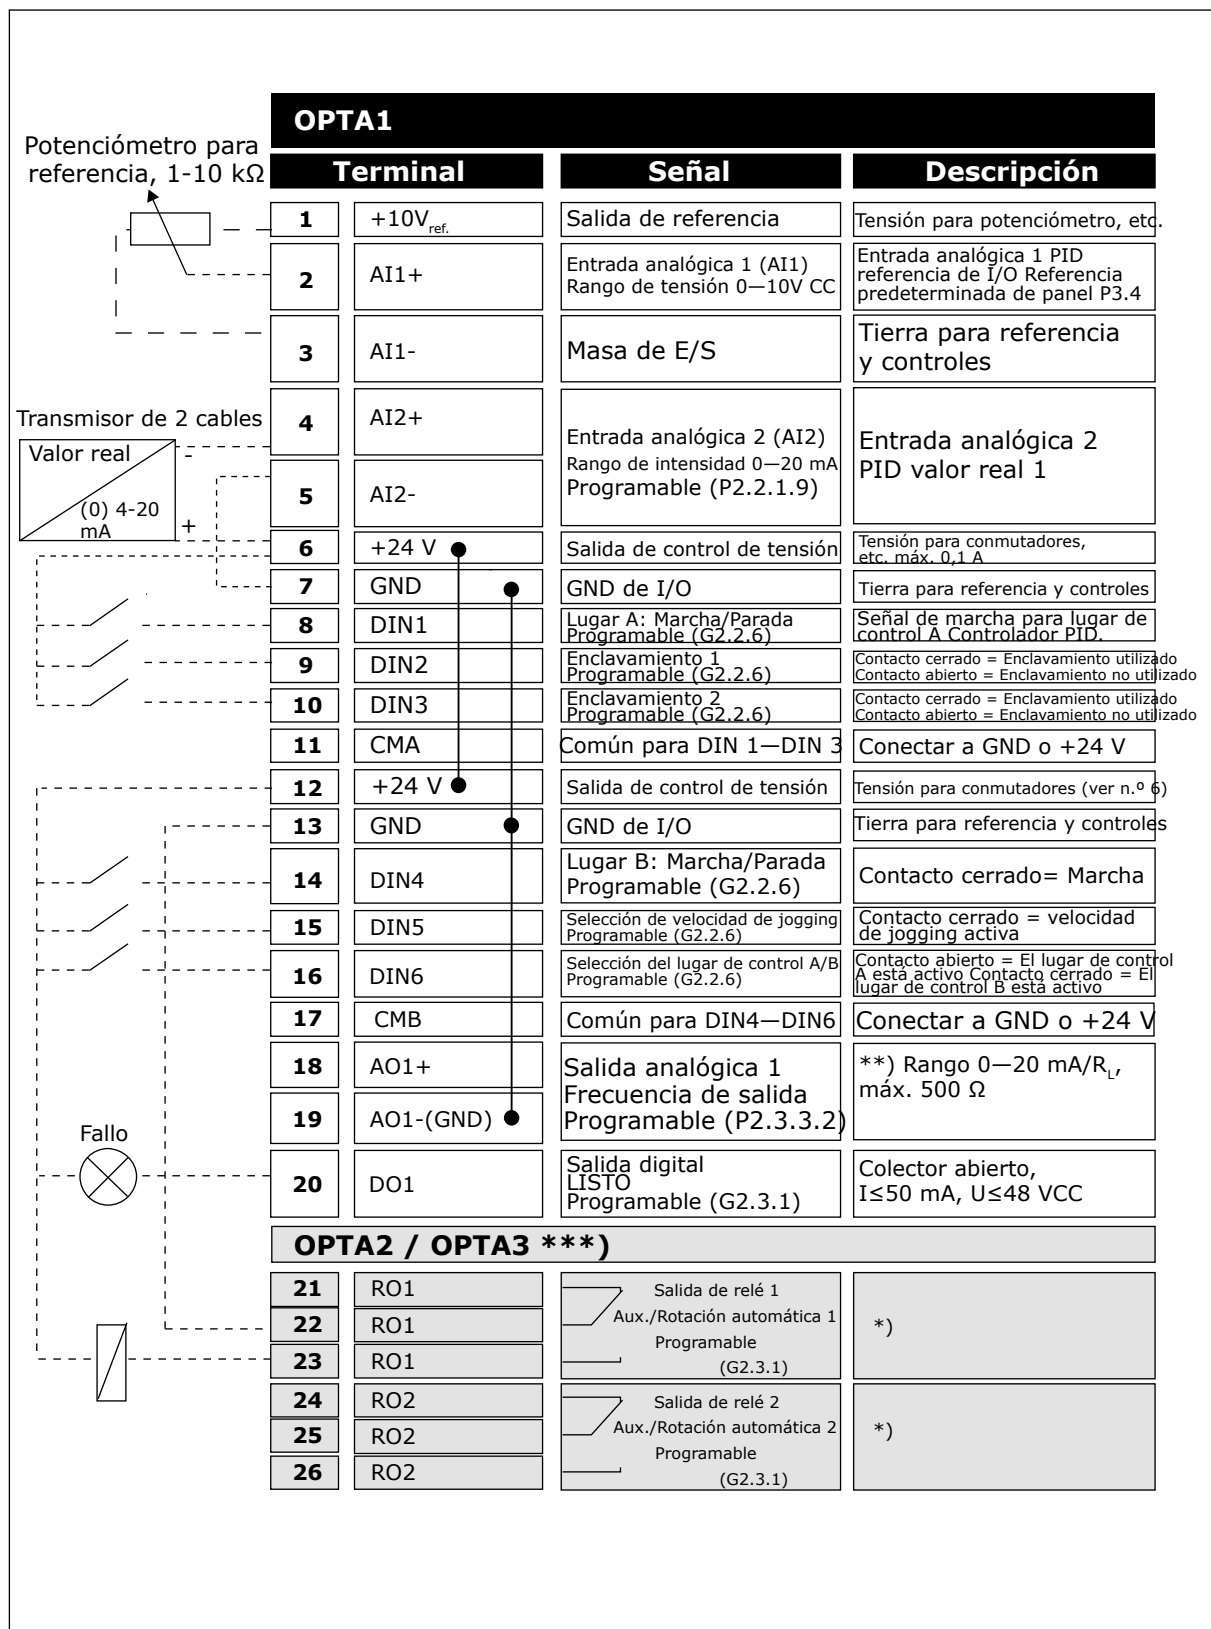 OPTA1
Potenciómetro para
referencia, 1-10 kΩ
Terminal
Señal
Descripción
1
+10Vref.
Salida de referencia
Tensión para potenciómetro, etc.
2
AI1+
Entrada analógica 1 (AI1)
Rango de tensión 0—10V CC
Entrada analógica 1 PID
referencia de I/O Referencia
predeterminada de panel P3.4
3
AI1-
Masa de E/S
Tierra para referencia
y controles
Transmisor de 2 cables
Valor real
-
(0) 4-20
mA
+
4
AI2+
5
AI2-
Entrada analógica 2 (AI2)
Rango de intensidad 0—20 mA
Programable (P2.2.1.9)
Entrada analógica 2
PID valor real 1
6
+24 V
Salida de control de tensión
Tensión para conmutadores,
etc. máx. 0,1 A
7
GND
GND de I/O
Tierra para referencia y controles
8
DIN1
Lugar A: Marcha/Parada
Programable (G2.2.6)
Señal de marcha para lugar de
control A Controlador PID.
9
DIN2
Enclavamiento 1
Programable (G2.2.6)
Contacto cerrado = Enclavamiento utilizado
Contacto abierto = Enclavamiento no utilizado
10
DIN3
Enclavamiento 2
Programable (G2.2.6)
Contacto cerrado = Enclavamiento utilizado
Contacto abierto = Enclavamiento no utilizado
11
CMA
Común para DIN 1—DIN 3
Conectar a GND o +24 V
12
+24 V
Salida de control de tensión
Tensión para conmutadores (ver n.º 6)
13
GND
GND de I/O
Tierra para referencia y controles
14
DIN4
Lugar B: Marcha/Parada
Programable (G2.2.6)
Contacto cerrado= Marcha
15
DIN5
Selección de velocidad de jogging
Programable (G2.2.6)
Contacto cerrado = velocidad
de jogging activa
16
DIN6
Selección del lugar de control A/B
Programable (G2.2.6)
Contacto abierto = El lugar de control
A está activo Contacto cerrado = El
lugar de control B está activo
17
CMB
Común para DIN4—DIN6
Conectar a GND o +24 V
18
AO1+
19
AO1-(GND)
Salida analógica 1
Frecuencia de salida
Programable (P2.3.3.2)
**) Rango 0—20 mA/RL,
máx. 500 Ω
Fallo
20
DO1
Salida digital
LISTO
Programable (G2.3.1)
Colector abierto,
I≤50 mA, U≤48 VCC
OPTA2 / OPTA3 ***)
21
RO1
22
RO1
23
RO1
Salida de relé 1
Aux./Rotación automática 1
Programable
(G2.3.1)
*)
24
RO2
25
RO2
26
RO2
Salida de relé 2
Aux./Rotación automática 2
Programable
(G2.3.1)
*)